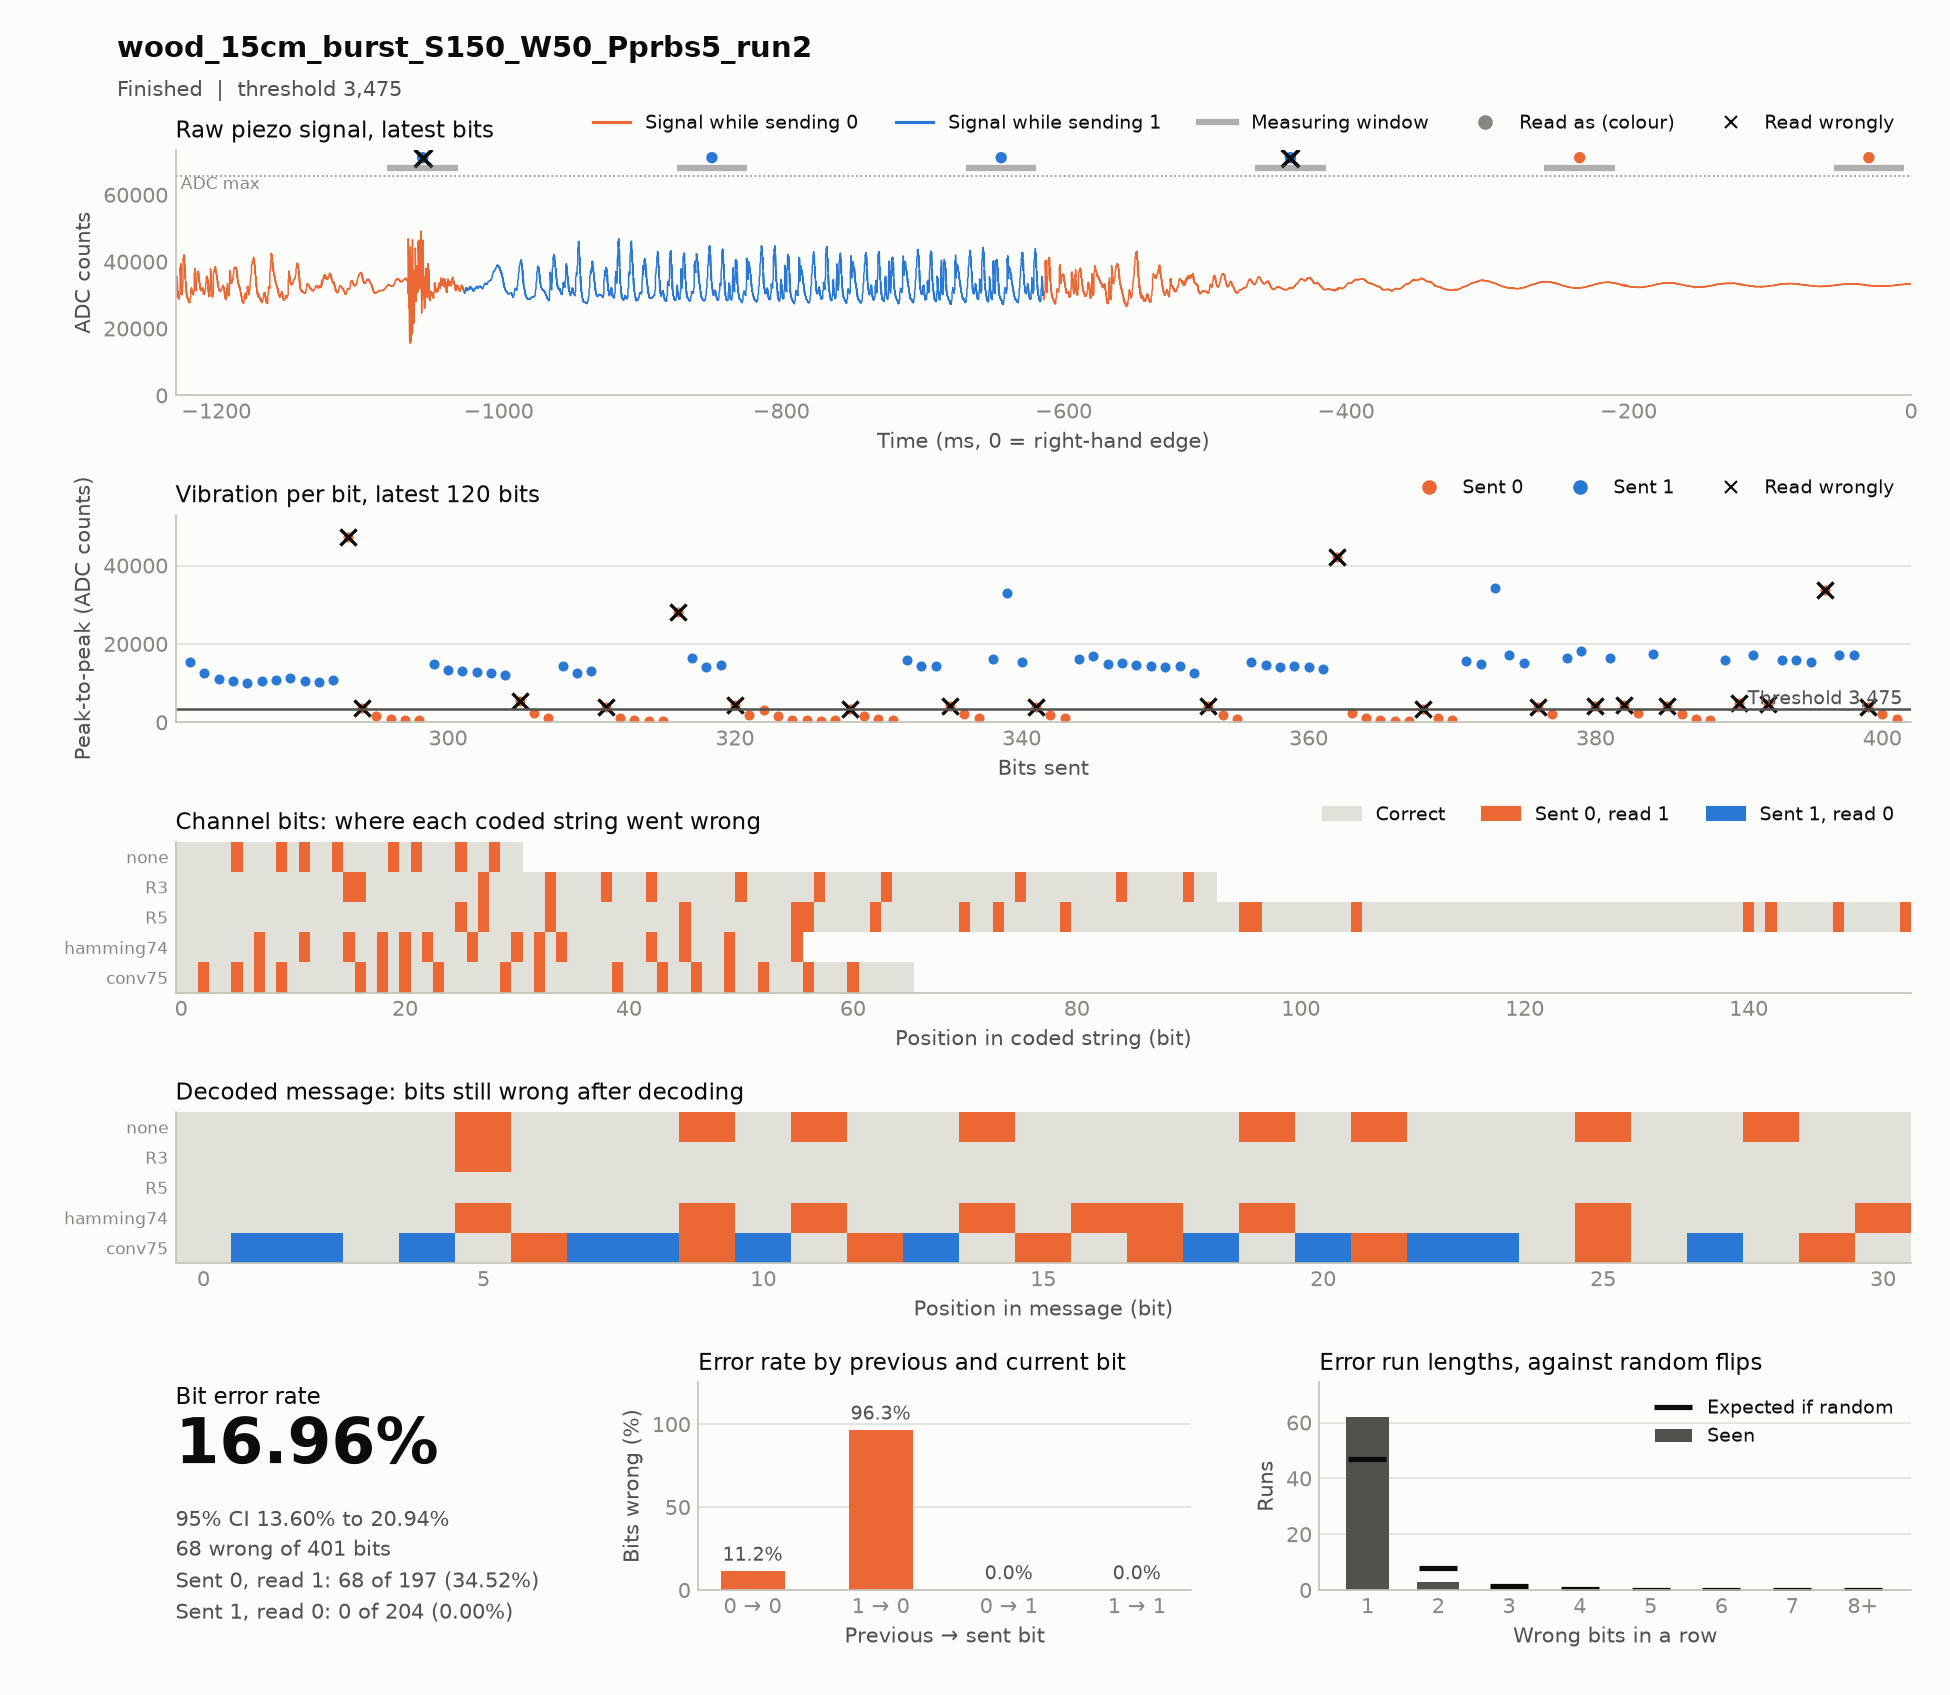 wood_15cm_burst_S150_W50_Pprbs5_run2
Finished | threshold 3,475
Raw piezo signal, latest bits
Signal while sending 0
Signal while sending 1
Measuring window
Read as (colour)
Read wrongly
ADC max
60000
40000
20000
0
ADC counts
−1200 −1000 −800 −600 −400 −200 0
Time (ms, 0 = right-hand edge)
Vibration per bit, latest 120 bits
Sent 0
Sent 1
Read wrongly
40000
20000
0
Peak-to-peak (ADC counts)
Threshold 3,475
300 320 340 360 380 400
Bits sent
Channel bits: where each coded string went wrong
Correct
Sent 0, read 1
Sent 1, read 0
none
R3
R5
hamming74
conv75
0 20 40 60 80 100 120 140
Position in coded string (bit)
Decoded message: bits still wrong after decoding
none
R3
R5
hamming74
conv75
0 5 10 15 20 25 30
Position in message (bit)
Bit error rate
16.96%
95% CI 13.60% to 20.94%
68 wrong of 401 bits
Sent 0, read 1: 68 of 197 (34.52%)
Sent 1, read 0: 0 of 204 (0.00%)
Error rate by previous and current bit
100
50
0
Bits wrong (%)
11.2%
96.3%
0.0%
0.0%
0 → 0 1 → 0 0 → 1 1 → 1
Previous → sent bit
Error run lengths, against random flips
Expected if random
Seen
60
40
20
0
Runs
1 2 3 4 5 6 7 8+
Wrong bits in a row